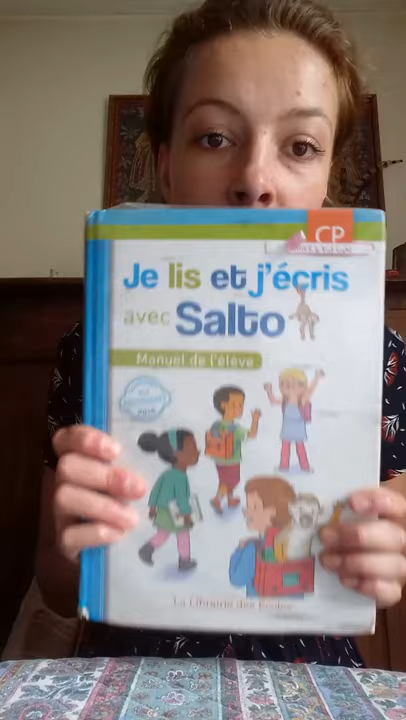 CP
Je lis et j'écris
avec Salto
Manuel de l'élève
La Librairie des Écoles